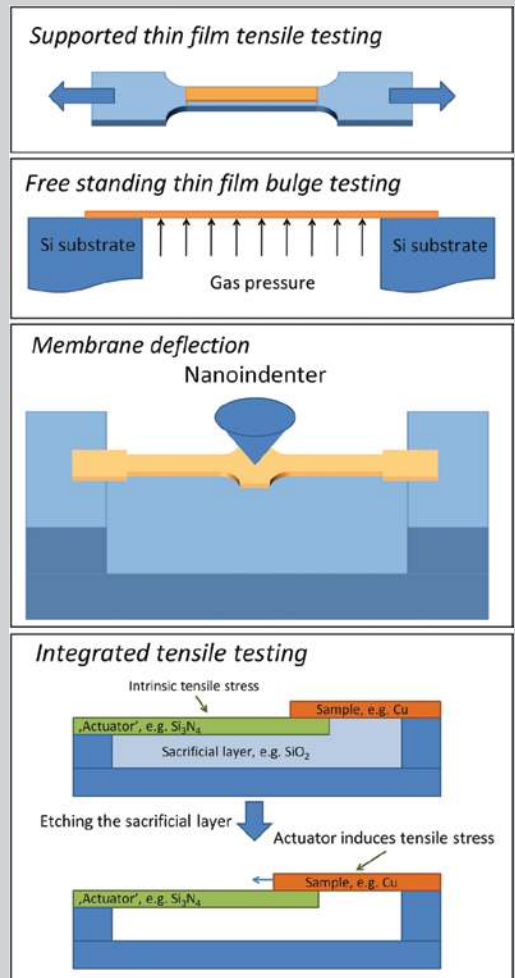 Supported thin film tensile testing
Free standing thin film bulge testing
Si substrate
Si substrate
Gas pressure
Membrane deflection
Nanoindenter
Integrated tensile testing
Intrinsic tensile stress
Sample, e.g. Cu
‚Actuator', e.g. Si₃N₄
Sacrificial layer, e.g. SiO₂
Etching the sacrificial layer
Actuator induces tensile stress
Sample, e.g. Cu
‚Actuator', e.g. Si₃N₄